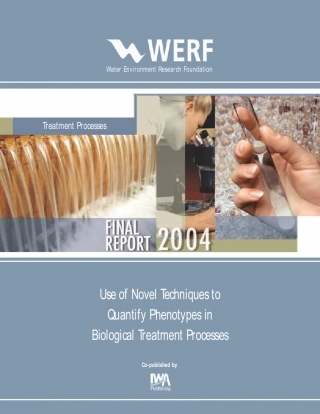 WERF
Water Environment Research Foundation
Treatment Processes
FINAL
REPORT 2004
Use of Novel Techniques to
Quantify Phenotypes in
Biological Treatment Processes
Co-published by
IWA
Publishing